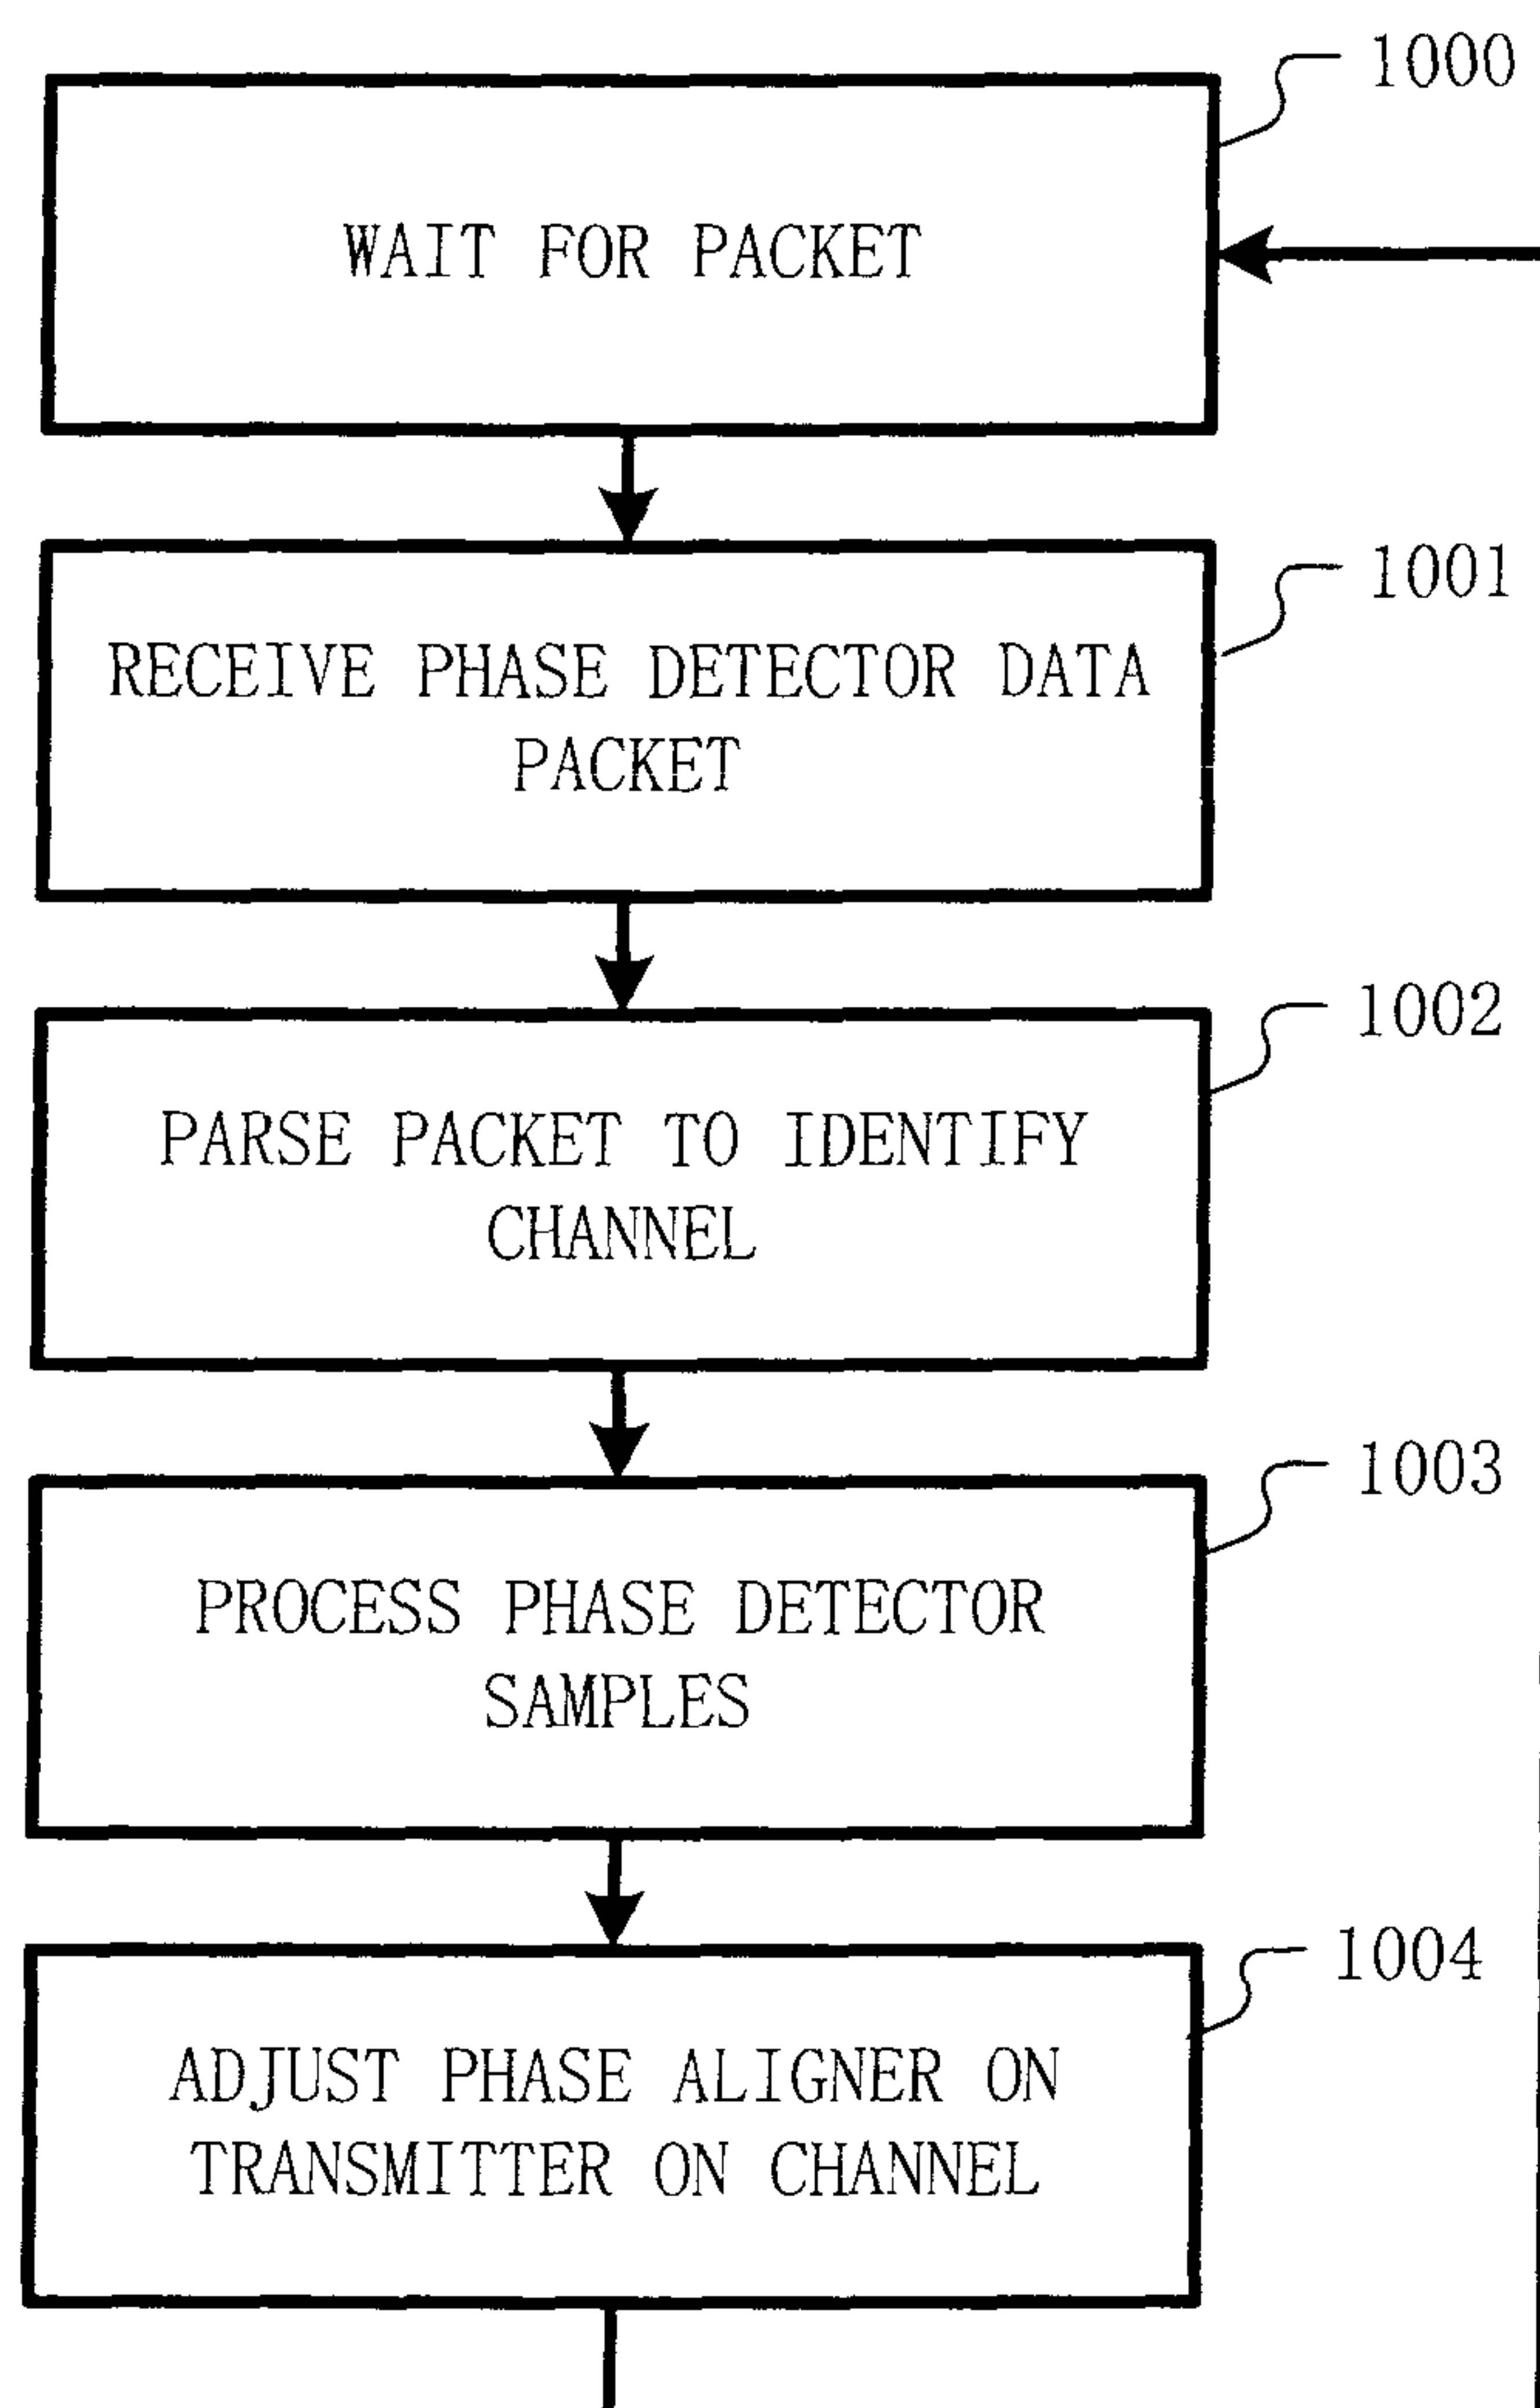 1000
WAIT FOR PACKET
1001
RECEIVE PHASE DETECTOR DATA
PACKET
1002
PARSE PACKET TO IDENTIFY
CHANNEL
1003
PROCESS PHASE DETECTOR
SAMPLES
1004
ADJUST PHASE ALIGNER ON
TRANSMITTER ON CHANNEL